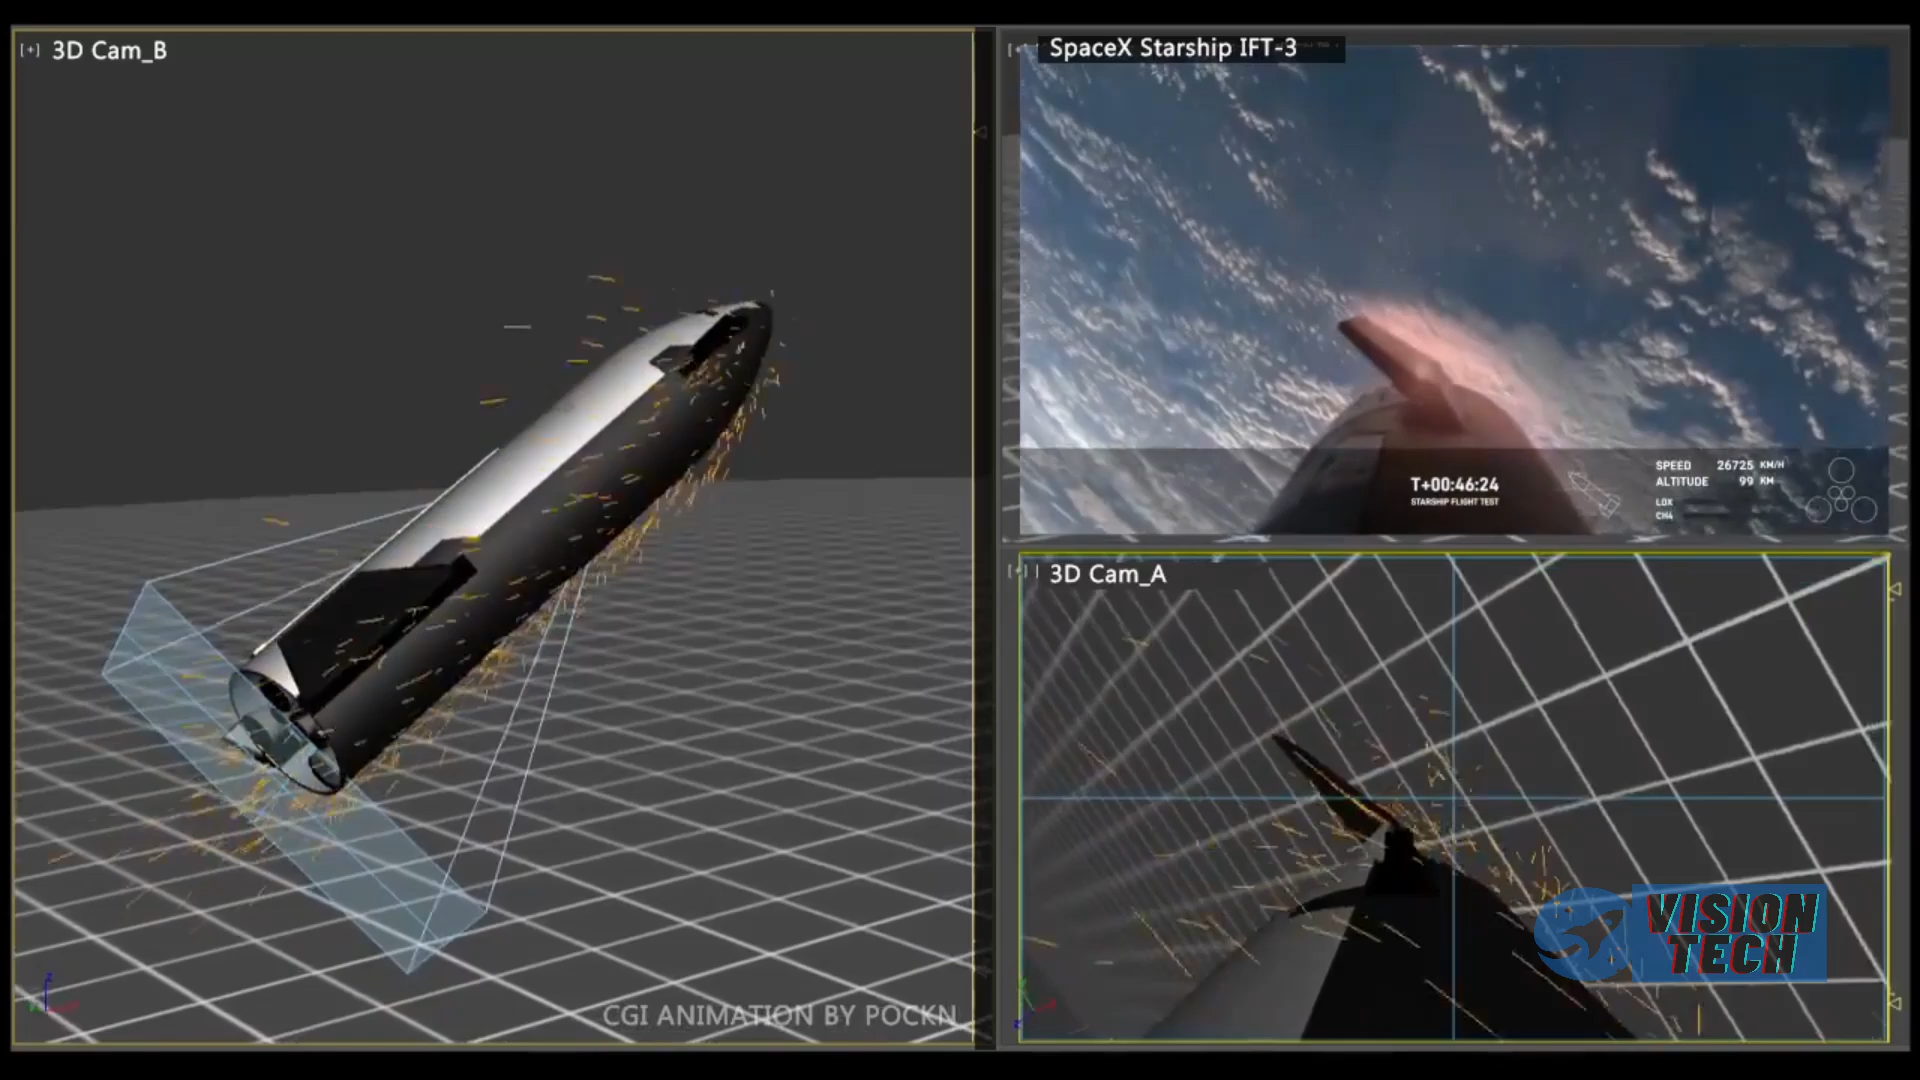 [+] 3D Cam_B
SpaceX Starship IFT-3
T+00:46:24
STARSHIP FLIGHT TEST
SPEED 26725 KM/H
ALTITUDE 99 KM
LOX
CH4
3D Cam_A
VISION
TECH
CGI ANIMATION BY POCKN